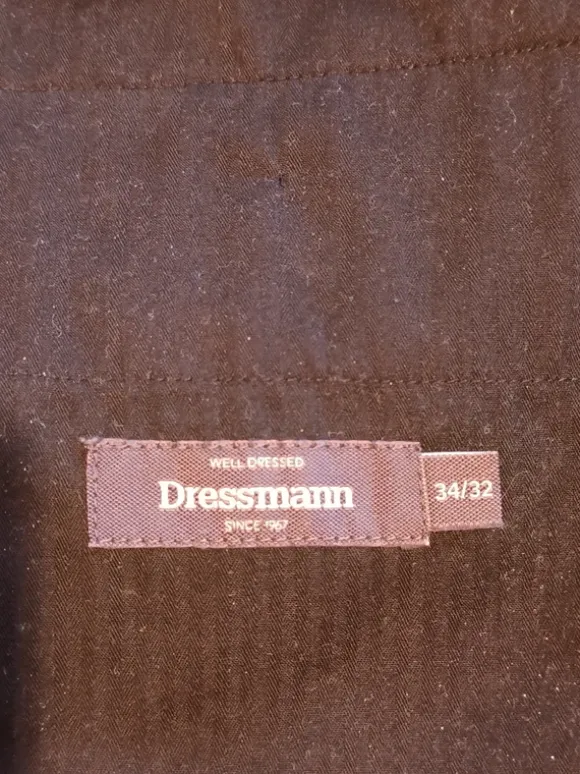 WELL DRESSED
Dressmann
SINCE 1967
34/32